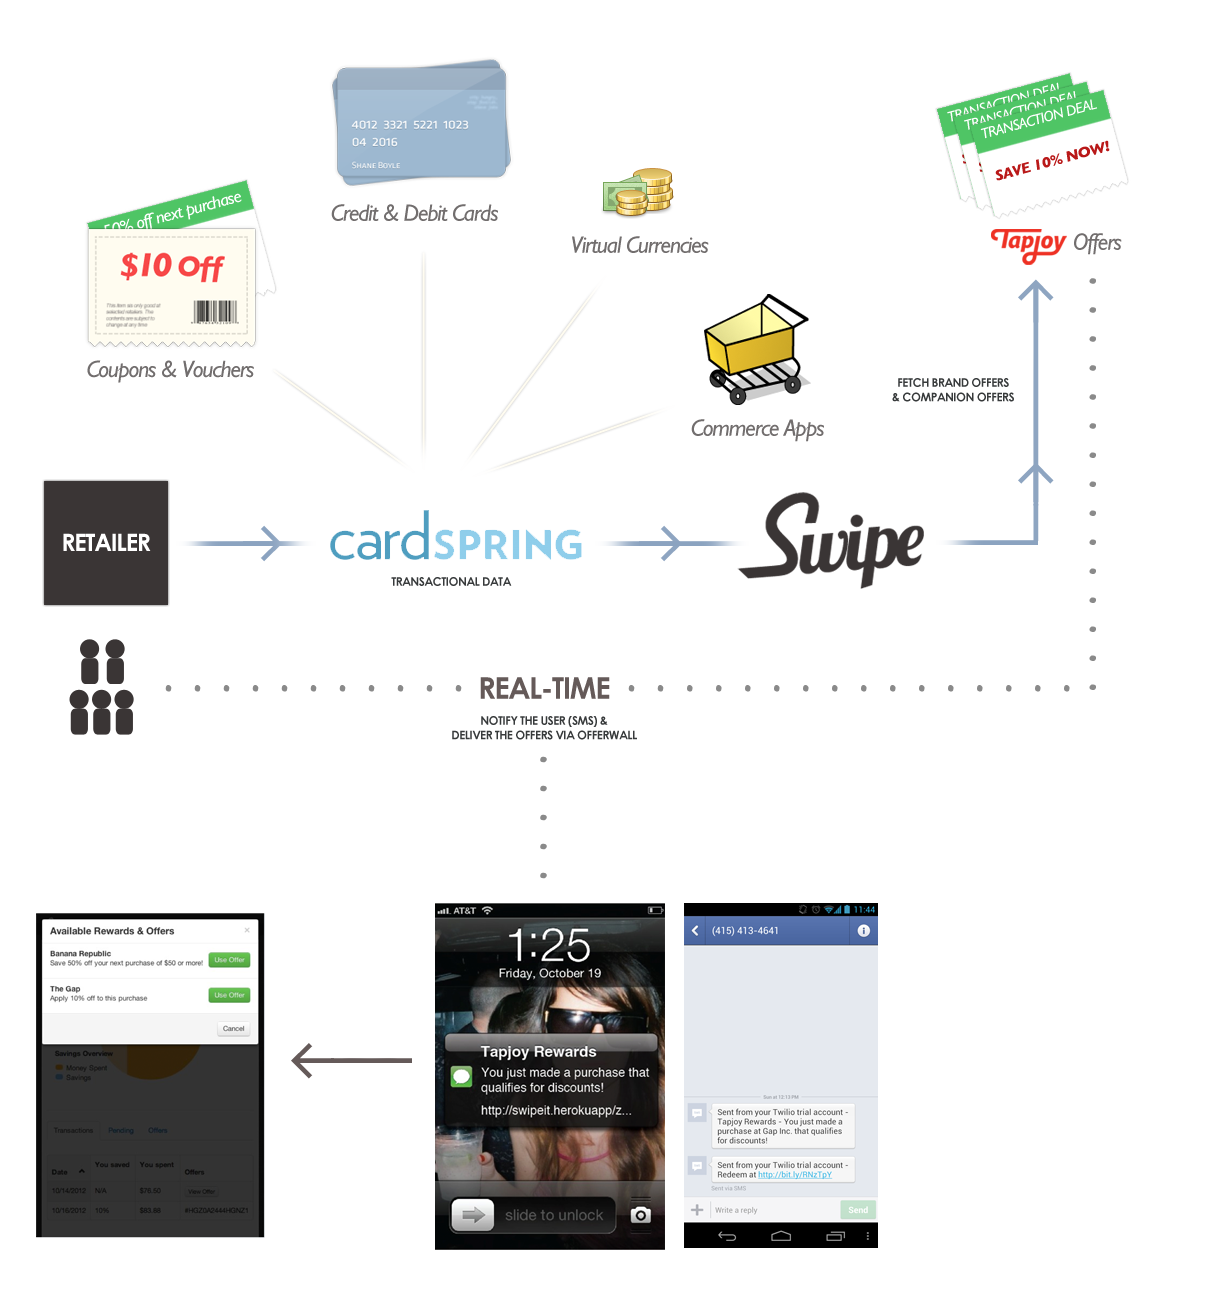 4012 3321 5221 1023
04 2016
SHANE BOYLE
Credit & Debit Cards
TRANSACTION DEAL
TRANSACTION DEAL
TRANSACTION DEAL
SAVE 10% NOW!
Tapjoy Offers
50% off next purchase
$10 Off
This item are only good at
selected retailers. The
contents are subject to
change at any time.
Coupons & Vouchers
Virtual Currencies
Commerce Apps
FETCH BRAND OFFERS
& COMPANION OFFERS
RETAILER
cardSPRING
TRANSACTIONAL DATA
Swipe
REAL-TIME
NOTIFY THE USER (SMS) &
DELIVER THE OFFERS VIA OFFERWALL
Available Rewards & Offers ×
Banana Republic
Save 50% off your next purchase of $50 or more!
Use Offer
The Gap
Apply 10% off to this purchase
Use Offer
Cancel
Savings Overview
Money Spent
Savings
Transactions Pending Offers
Date You saved You spent Offers
10/14/2012 N/A $76.50 View Offer
10/16/2012 10% $83.86 #HGZ0A0444HGNZ1
AT&T
1:25
Friday, October 19
Tapjoy Rewards
You just made a purchase that
qualifies for discounts!
http://swipeit.herokuapp/z...
slide to unlock
11:44
(415) 413-4641
Sun at 12:13 PM
Sent from your Twilio trial account -
Tapjoy Rewards - You just made a
purchase at Gap Inc. that qualifies
for discounts!
Sent from your Twilio trial account -
Redeem at http://bit.ly/RNzTpY
Sent via SMS
Write a reply
Send